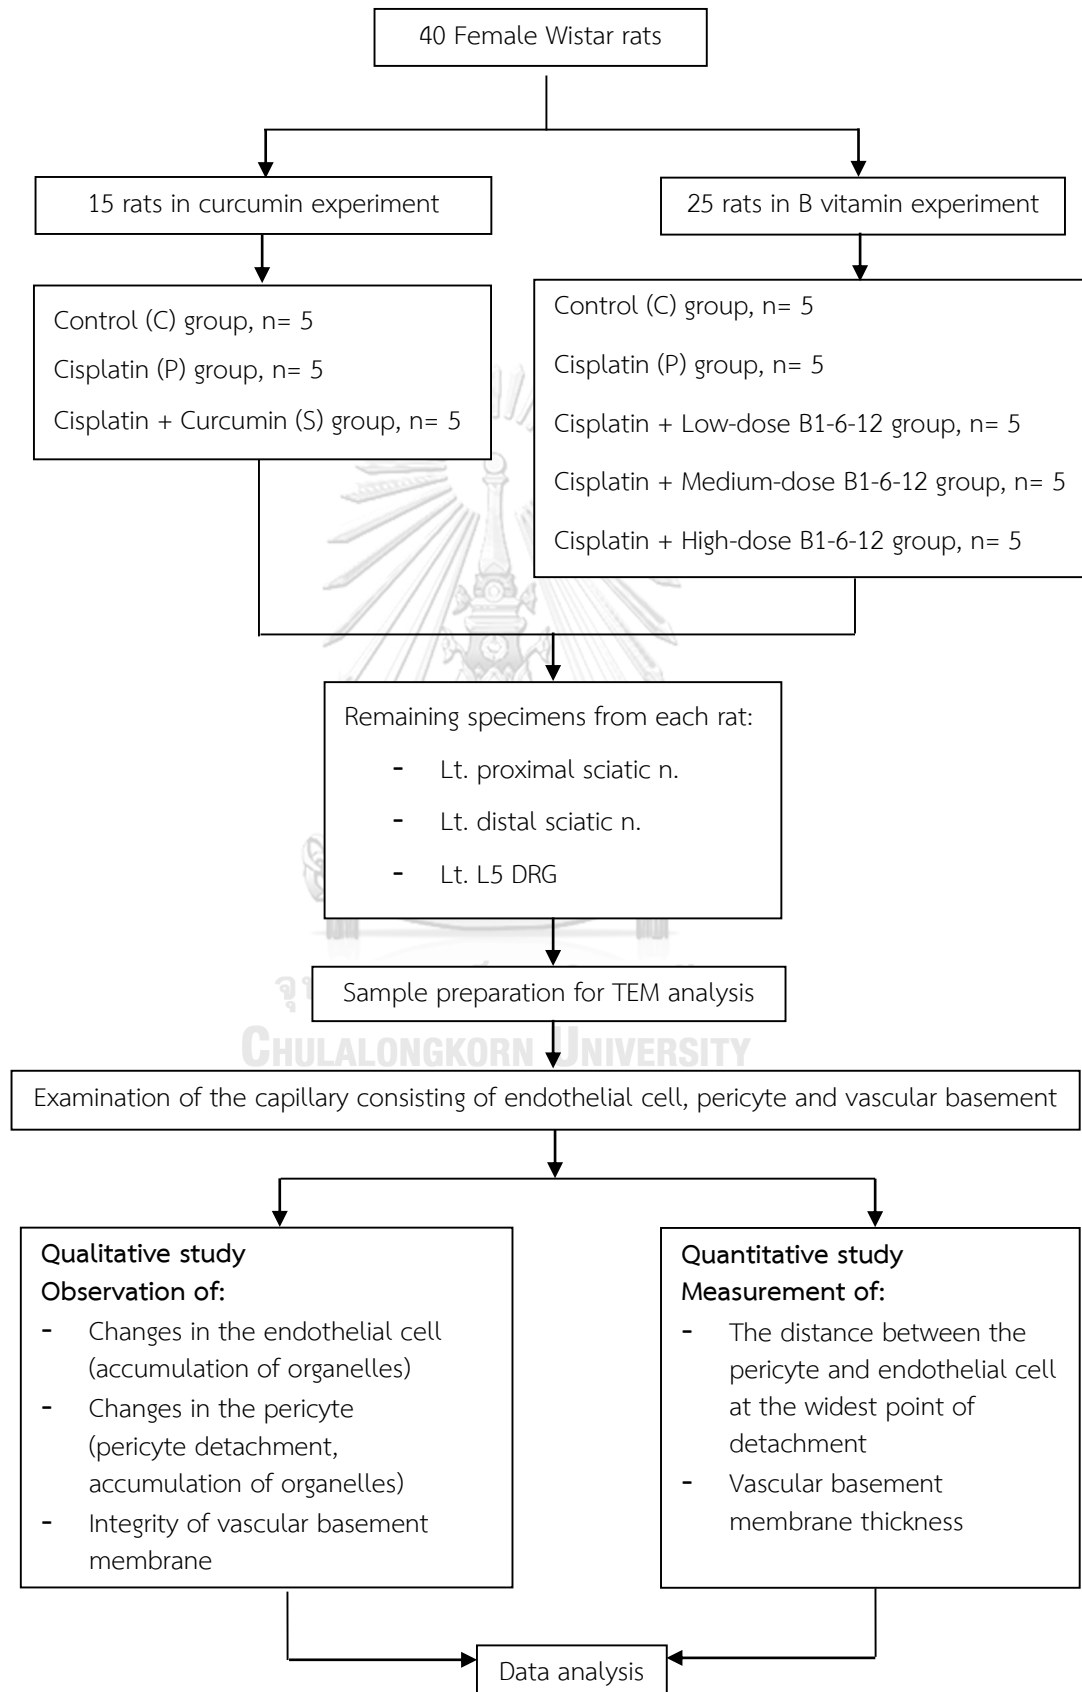 40 Female Wistar rats
15 rats in curcumin experiment
25 rats in B vitamin experiment
Control (C) group, n= 5
Cisplatin (P) group, n= 5
Cisplatin + Curcumin (S) group, n= 5
Control (C) group, n= 5
Cisplatin (P) group, n= 5
Cisplatin + Low-dose B1-6-12 group, n= 5
Cisplatin + Medium-dose B1-6-12 group, n= 5
Cisplatin + High-dose B1-6-12 group, n= 5
Remaining specimens from each rat:
- Lt. proximal sciatic n.
- Lt. distal sciatic n.
- Lt. L5 DRG
Sample preparation for TEM analysis
CHULALONGKORN UNIVERSITY
Examination of the capillary consisting of endothelial cell, pericyte and vascular basement
Qualitative study
Observation of:
- Changes in the endothelial cell
(accumulation of organelles)
- Changes in the pericyte
(pericyte detachment,
accumulation of organelles)
- Integrity of vascular basement
membrane
Quantitative study
Measurement of:
- The distance between the
pericyte and endothelial cell
at the widest point of
detachment
- Vascular basement
membrane thickness
Data analysis